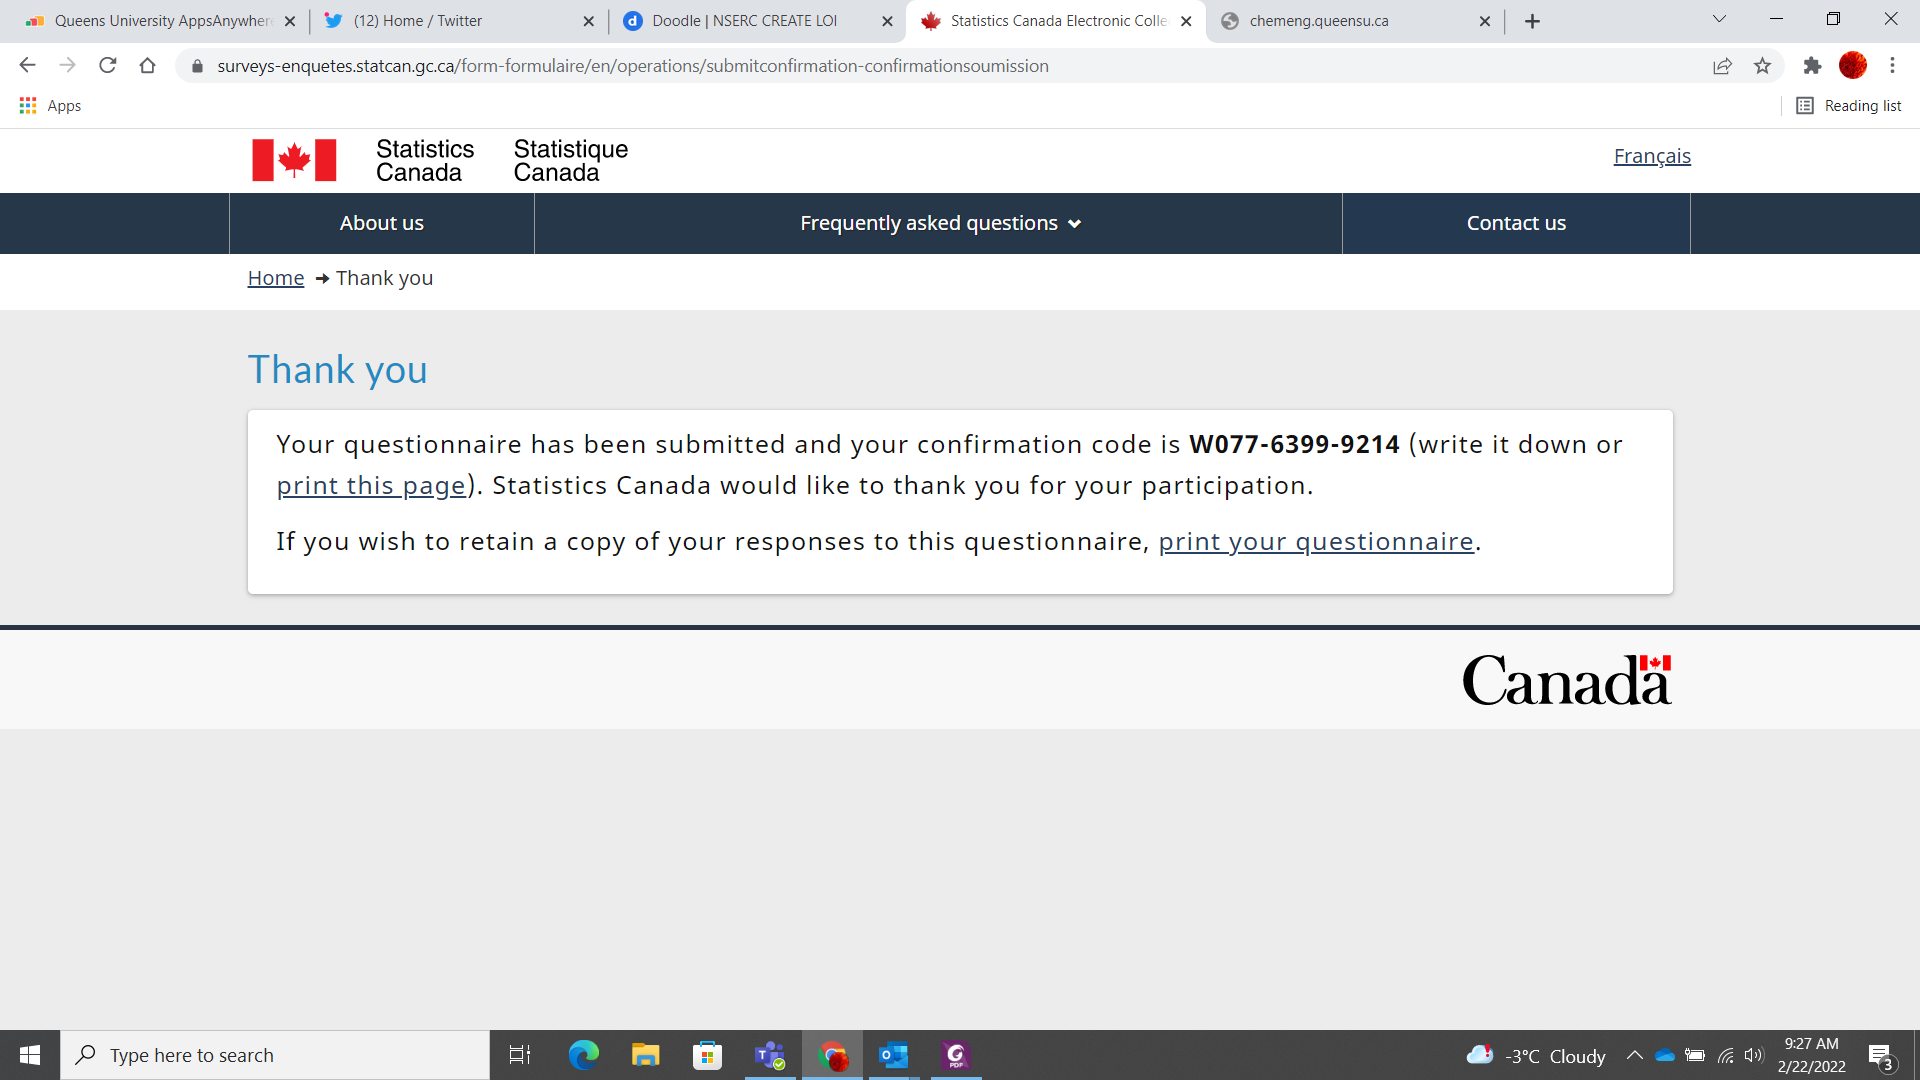 Queens University AppsAnywhere
(12) Home / Twitter
Doodle | NSERC CREATE LOI
Statistics Canada Electronic Colle
chemeng.queensu.ca
surveys-enquetes.statcan.gc.ca/form-formulaire/en/operations/submitconfirmation-confirmationsoumission
Apps
Reading list
Statistics Canada
Statistique Canada
Français
About us
Frequently asked questions
Contact us
Home → Thank you
Thank you
Your questionnaire has been submitted and your confirmation code is W077-6399-9214 (write it down or
print this page). Statistics Canada would like to thank you for your participation.
If you wish to retain a copy of your responses to this questionnaire, print your questionnaire.
Canada
Type here to search
-3°C Cloudy
9:27 AM
2/22/2022
3